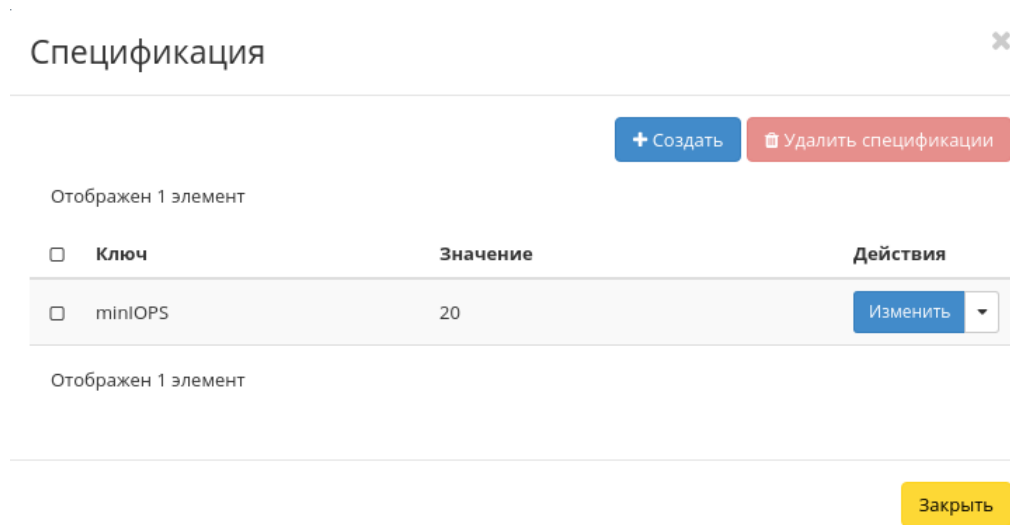 Спецификация
Создать Удалить спецификации
Отображен 1 элемент
Ключ Значение Действия
minIOPS 20 Изменить
Отображен 1 элемент
Закрыть